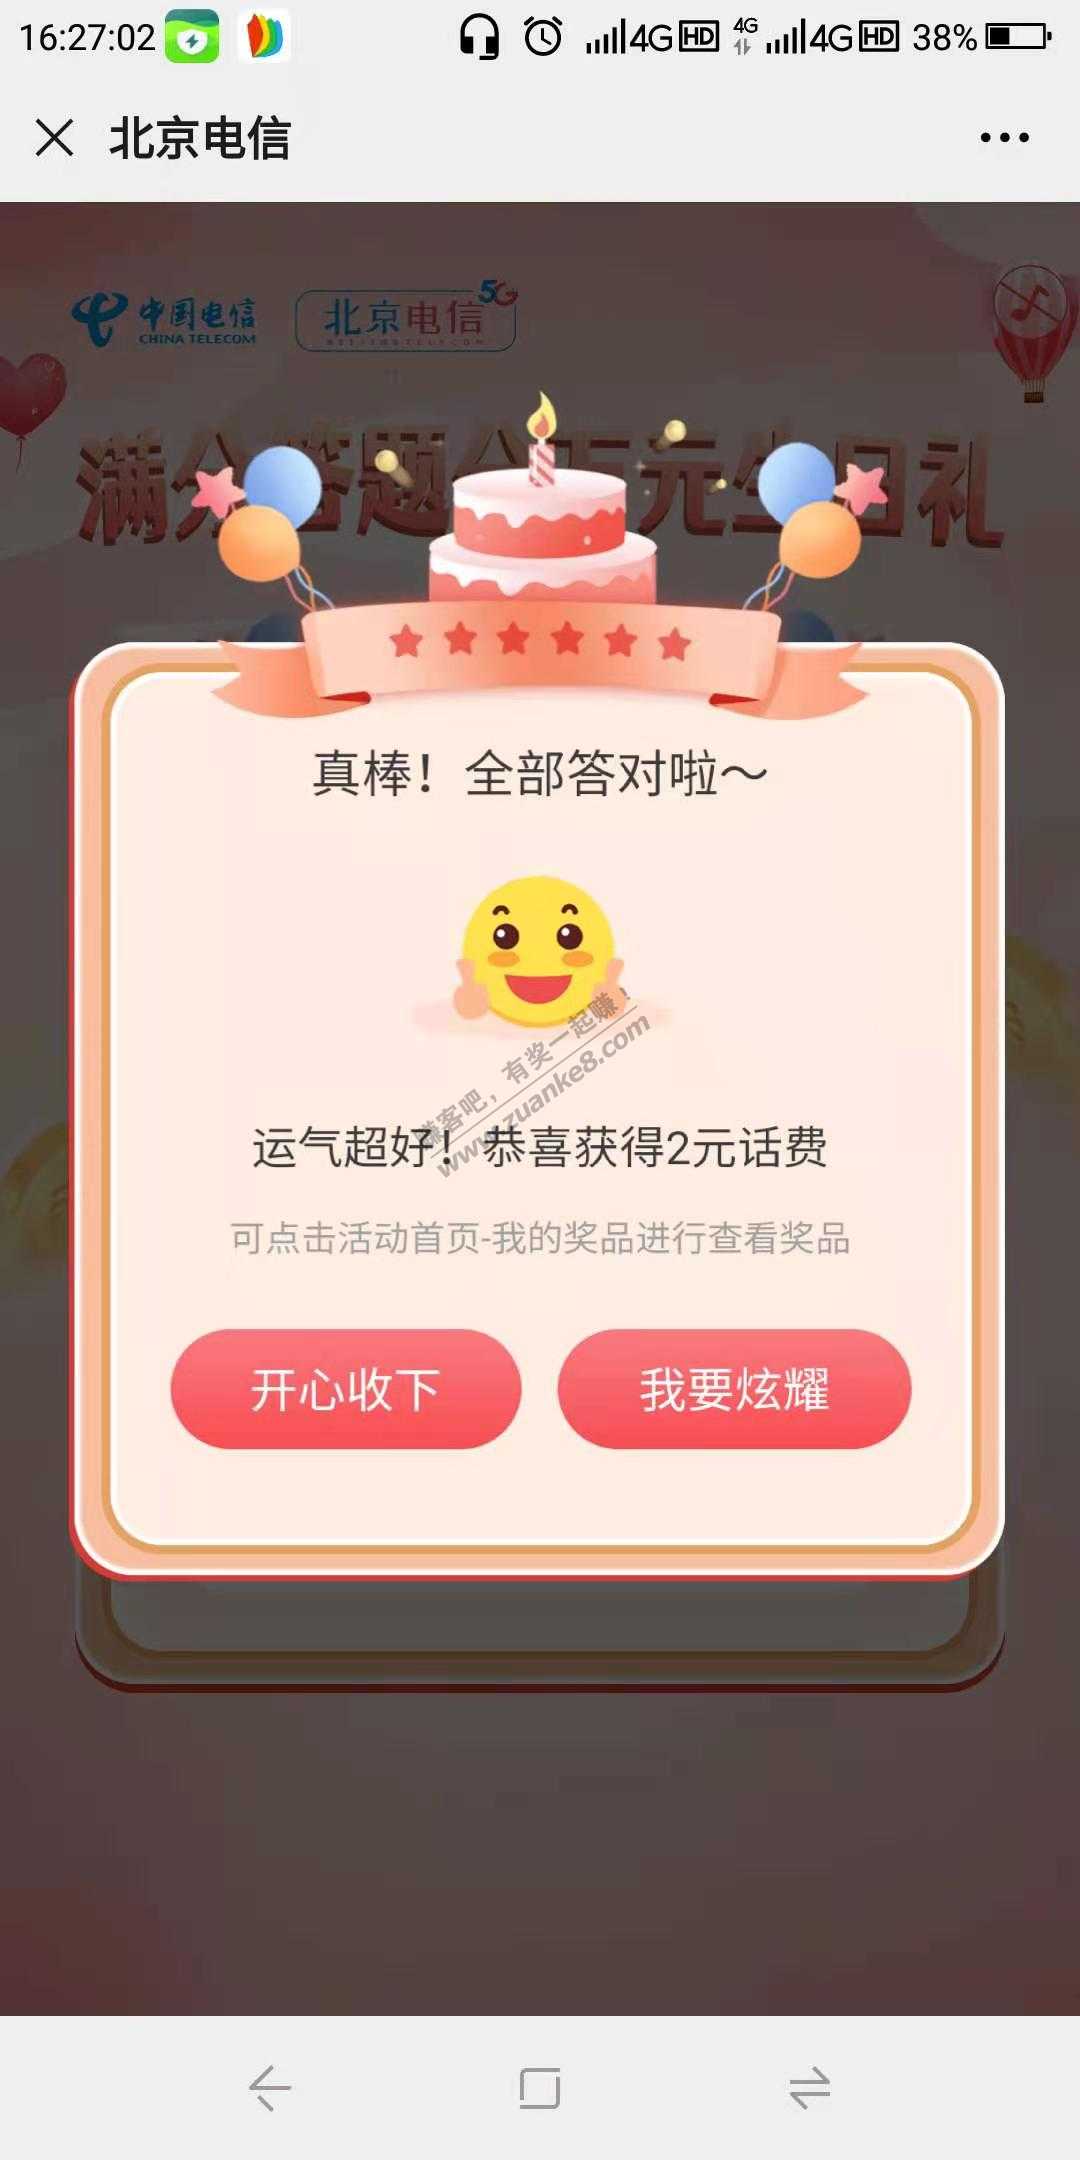 16:27:02 4G HD 4G 4G HD 38%
北京电信
中国电信
CHINA TELECOM
北京电信
5G
BEIJING TELECOM
满分答题分万元生日礼
真棒！全部答对啦～
赚客吧，有奖一起赚！
www.zuanke8.com
运气超好！恭喜获得2元话费
可点击活动首页-我的奖品进行查看奖品
开心收下
我要炫耀